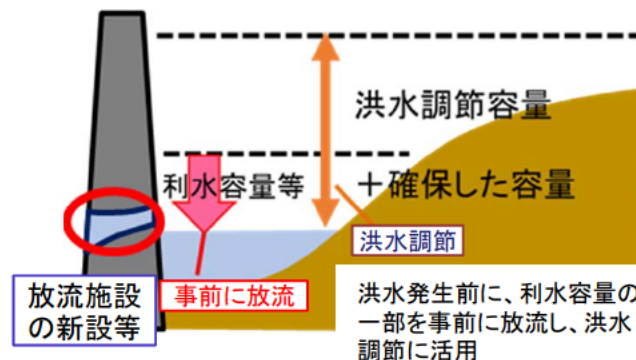 洪水調節容量
利水容量等
＋確保した容量
洪水調節
放流施設
の新設等
事前に放流
洪水発生前に、利水容量の
一部を事前に放流し、洪水
調節に活用